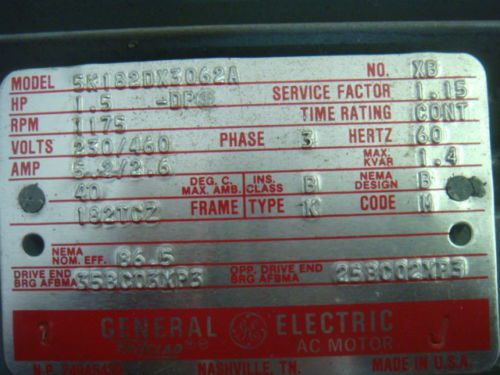 MODEL 5K182DX3062A NO. XB
HP 1.5 -DP SERVICE FACTOR 1.15
RPM 1175 TIME RATING CONT
VOLTS 230/460 PHASE 3 HERTZ 60
AMP 5.2/2.6 MAX. KVAR 1.4
40 DEG. C. MAX. AMB. INS. CLASS B NEMA DESIGN B
182TCZ FRAME TYPE K CODE M
NEMA NOM. EFF. 86.5
DRIVE END BRG AFBMA OPP. DRIVE END BRG AFBMA
GENERAL GE ELECTRIC
AC MOTOR
N.P. NASHVILLE, TN. MADE IN U.S.A.